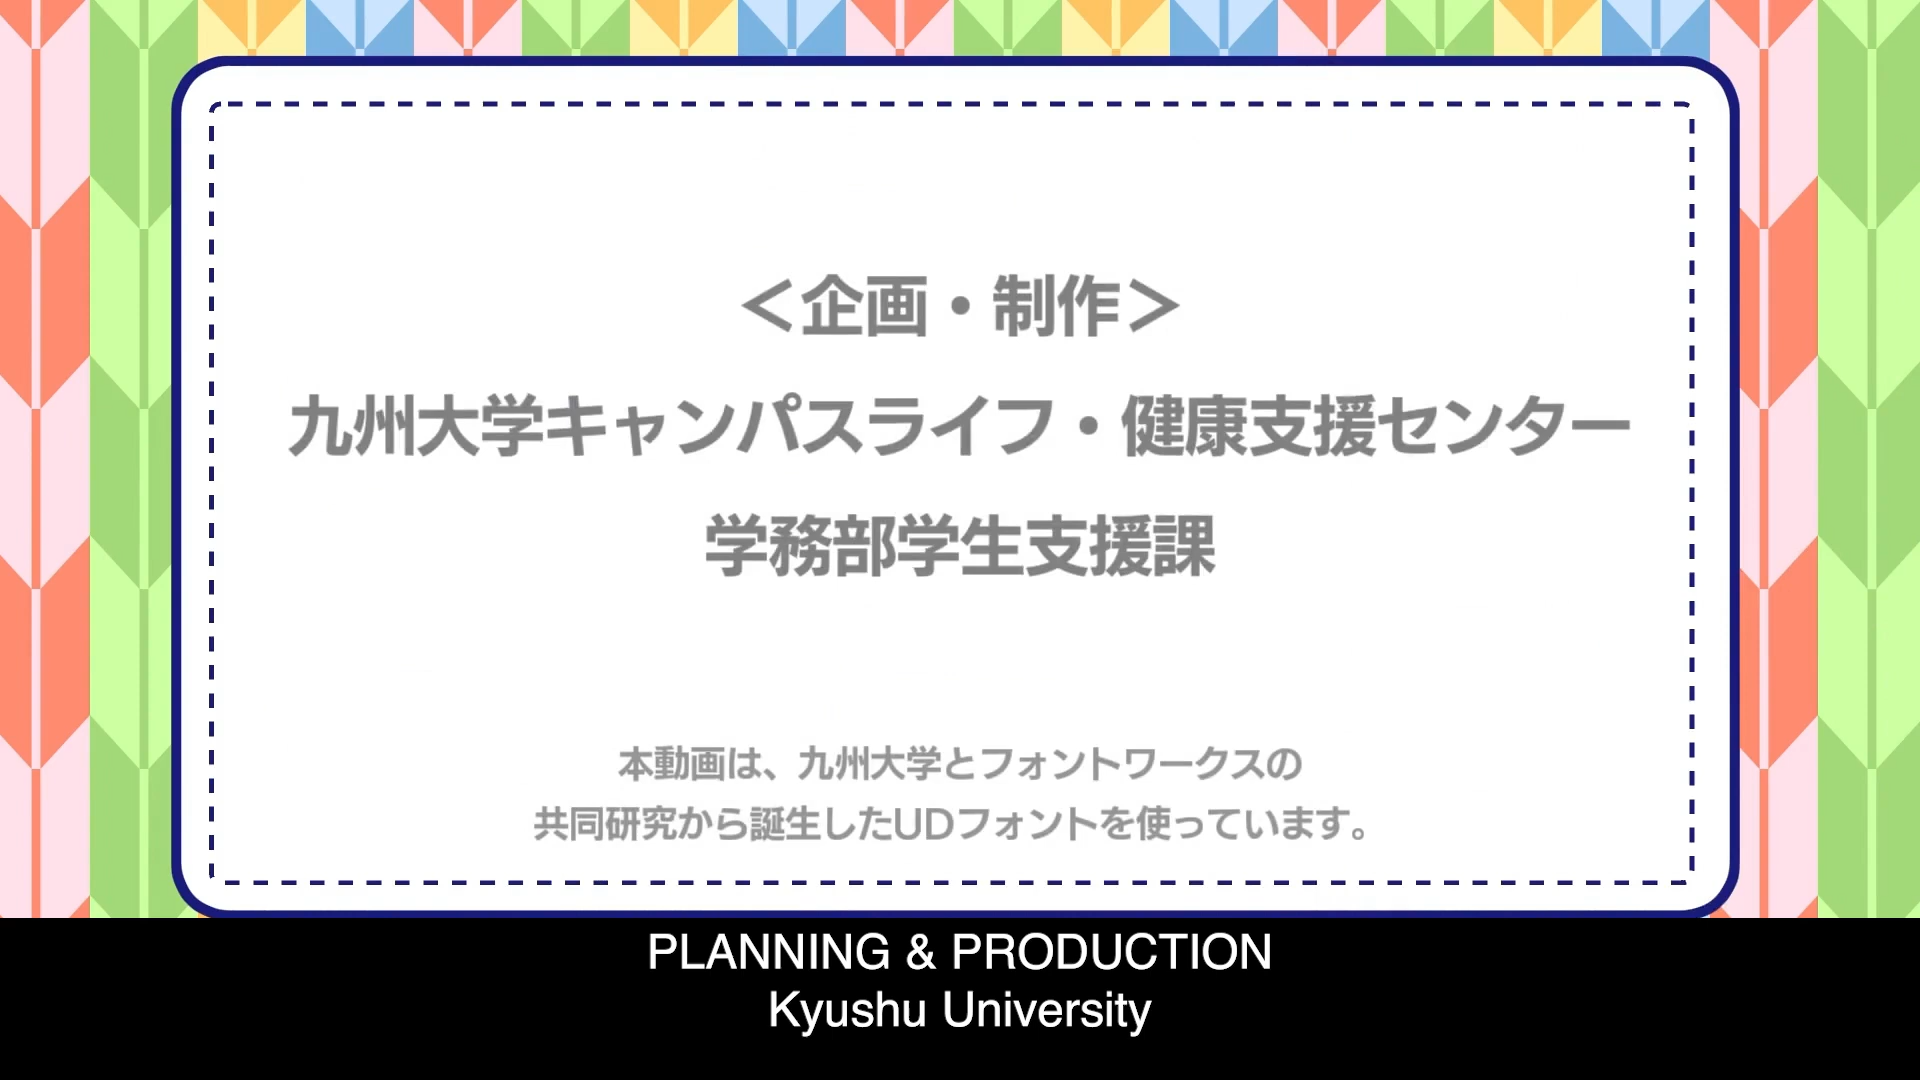 ＜企画・制作＞
九州大学キャンパスライフ・健康支援センター
学務部学生支援課
本動画は、九州大学とフォントワークスの
共同研究から誕生したUDフォントを使っています。
PLANNING & PRODUCTION
Kyushu University